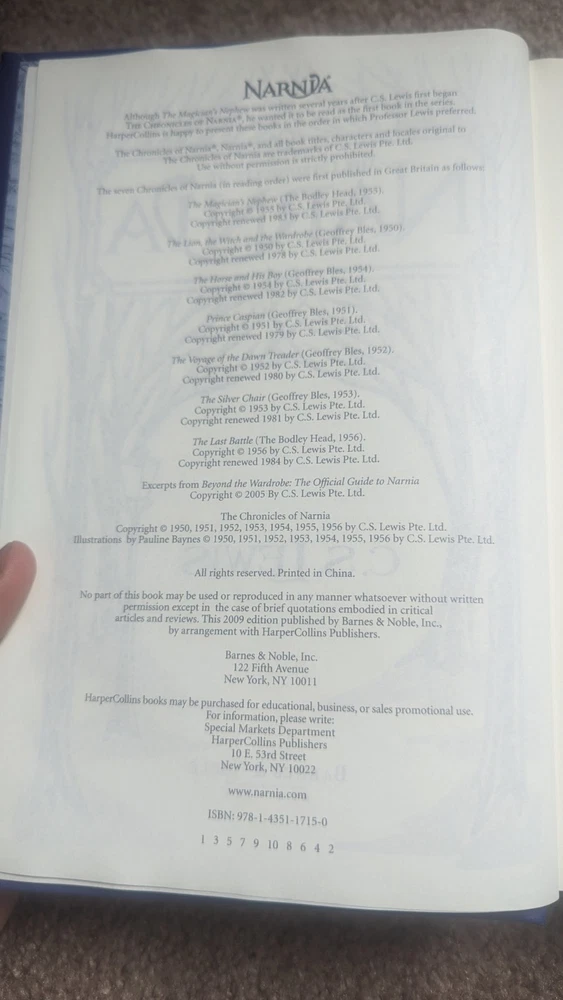 NARNIA
Although The Magician's Nephew was written several years after C.S. Lewis first began
THE CHRONICLES OF NARNIA®, he wanted it to be read as the first book in the series.
HarperCollins is happy to present these books in the order in which Professor Lewis preferred.
The Chronicles of Narnia®, Narnia®, and all book titles, characters and locales original to
The Chronicles of Narnia are trademarks of C.S. Lewis Pte. Ltd.
Use without permission is strictly prohibited.
The seven Chronicles of Narnia (in reading order) were first published in Great Britain as follows:
The Magician's Nephew (The Bodley Head, 1955).
Copyright © 1955 by C.S. Lewis Pte. Ltd.
Copyright renewed 1983 by C.S. Lewis Pte. Ltd.
The Lion, the Witch and the Wardrobe (Geoffrey Bles, 1950).
Copyright © 1950 by C.S. Lewis Pte. Ltd.
Copyright renewed 1978 by C.S. Lewis Pte. Ltd.
The Horse and His Boy (Geoffrey Bles, 1954).
Copyright © 1954 by C.S. Lewis Pte. Ltd.
Copyright renewed 1982 by C.S. Lewis Pte. Ltd.
Prince Caspian (Geoffrey Bles, 1951).
Copyright © 1951 by C.S. Lewis Pte. Ltd.
Copyright renewed 1979 by C.S. Lewis Pte. Ltd.
The Voyage of the Dawn Treader (Geoffrey Bles, 1952).
Copyright © 1952 by C.S. Lewis Pte. Ltd.
Copyright renewed 1980 by C.S. Lewis Pte. Ltd.
The Silver Chair (Geoffrey Bles, 1953).
Copyright © 1953 by C.S. Lewis Pte. Ltd.
Copyright renewed 1981 by C.S. Lewis Pte. Ltd.
The Last Battle (The Bodley Head, 1956).
Copyright © 1956 by C.S. Lewis Pte. Ltd.
Copyright renewed 1984 by C.S. Lewis Pte. Ltd.
Excerpts from Beyond the Wardrobe: The Official Guide to Narnia
Copyright © 2005 By C.S. Lewis Pte. Ltd.
The Chronicles of Narnia
Copyright © 1950, 1951, 1952, 1953, 1954, 1955, 1956 by C.S. Lewis Pte. Ltd.
Illustrations by Pauline Baynes © 1950, 1951, 1952, 1953, 1954, 1955, 1956 by C.S. Lewis Pte. Ltd.
All rights reserved. Printed in China.
No part of this book may be used or reproduced in any manner whatsoever without written
permission except in the case of brief quotations embodied in critical
articles and reviews. This 2009 edition published by Barnes & Noble, Inc.,
by arrangement with HarperCollins Publishers.
Barnes & Noble, Inc.
122 Fifth Avenue
New York, NY 10011
HarperCollins books may be purchased for educational, business, or sales promotional use.
For information, please write:
Special Markets Department
HarperCollins Publishers
10 E. 53rd Street
New York, NY 10022
www.narnia.com
ISBN: 978-1-4351-1715-0
1 3 5 7 9 10 8 6 4 2